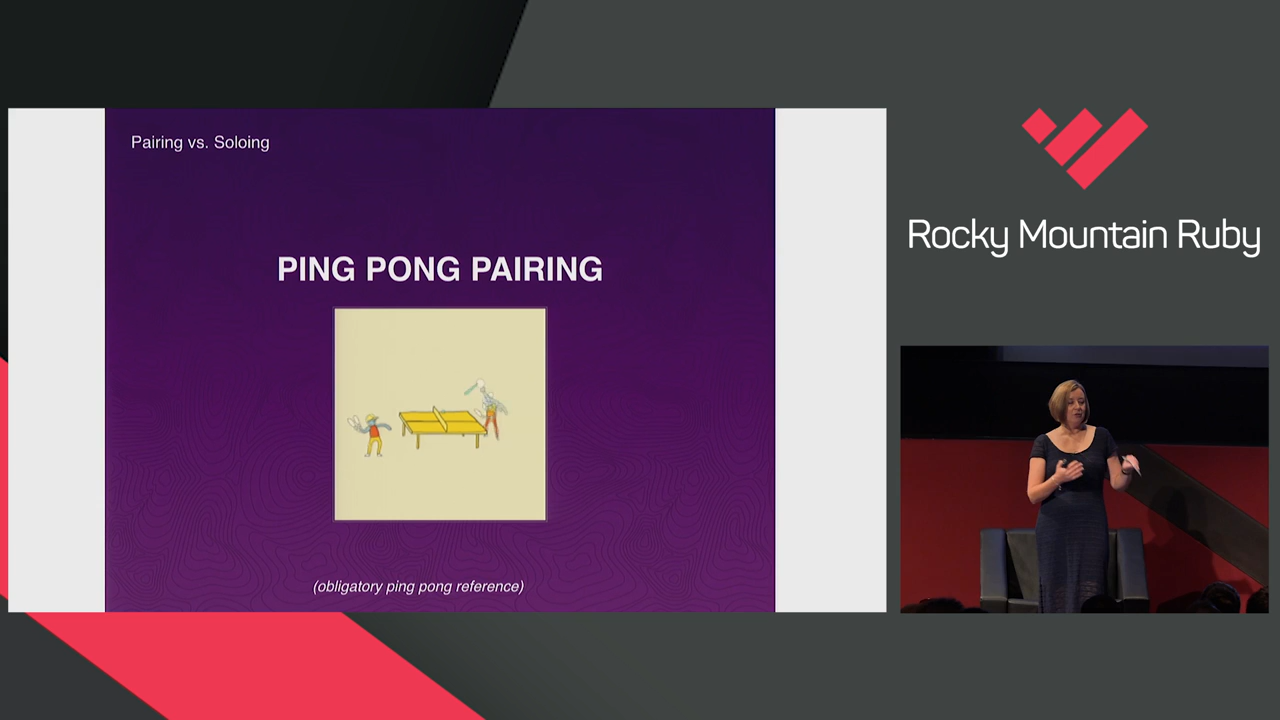 Pairing vs. Soloing
PING PONG PAIRING
(obligatory ping pong reference)
Rocky Mountain Ruby